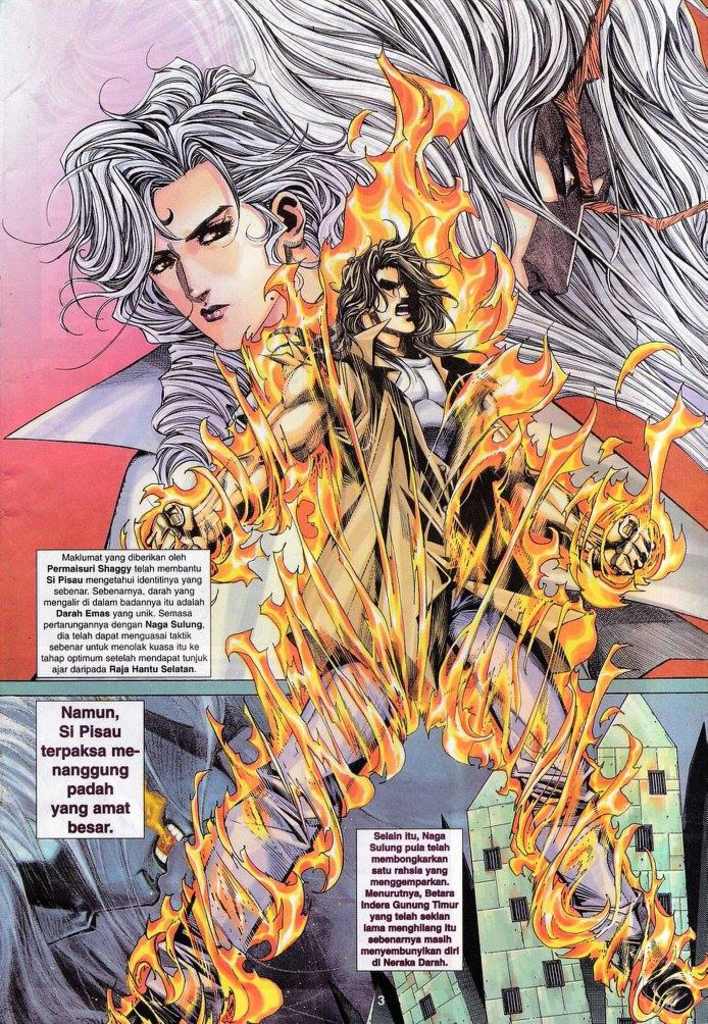 Maklumat yang diberikan oleh
Permaisuri Shaggy telah membantu
Si Pisau mengetahui identitinya yang
sebenar. Sebenarnya, darah yang
mengalir di dalam badannya itu adalah
Darah Emas yang unik. Semasa
pertarungannya dengan Naga Sulung,
dia telah dapat menguasai taktik
sebenar untuk menolak kuasa itu ke
tahap optimum setelah mendapat tunjuk
ajar daripada Raja Hantu Selatan.
Namun,
Si Pisau
terpaksa me-
nanggung
padah
yang amat
besar.
Selain itu, Naga
Sulung pula telah
membongkarkan
satu rahsia yang
menggemparkan.
Menurutnya, Betara
Indera Gunung Timur
yang telah sekian
lama menghilang itu
sebenarnya masih
menyembunyikan diri
di Neraka Darah.
3